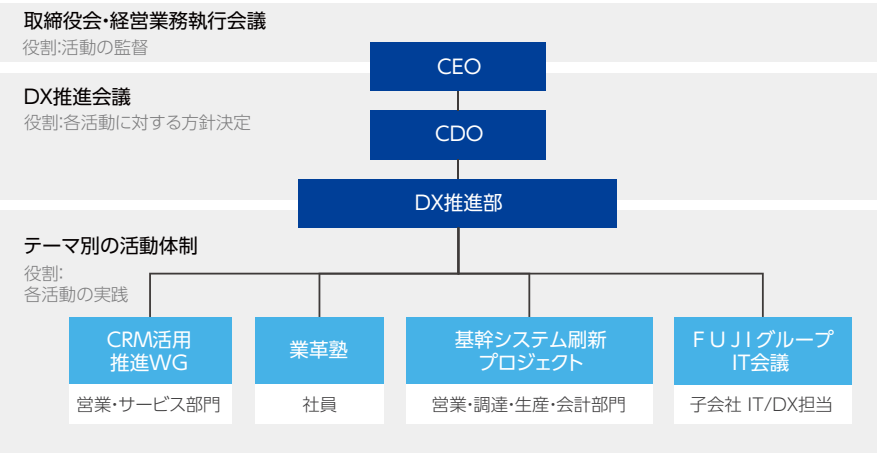 取締役会・経営業務執行会議
役割:活動の監督
CEO
DX推進会議
役割:各活動に対する方針決定
CDO
DX推進部
テーマ別の活動体制
役割:
各活動の実践
CRM活用
推進WG
営業・サービス部門
業革塾
社員
基幹システム刷新
プロジェクト
営業・調達・生産・会計部門
ＦＵＪＩグループ
IT会議
子会社 IT/DX担当